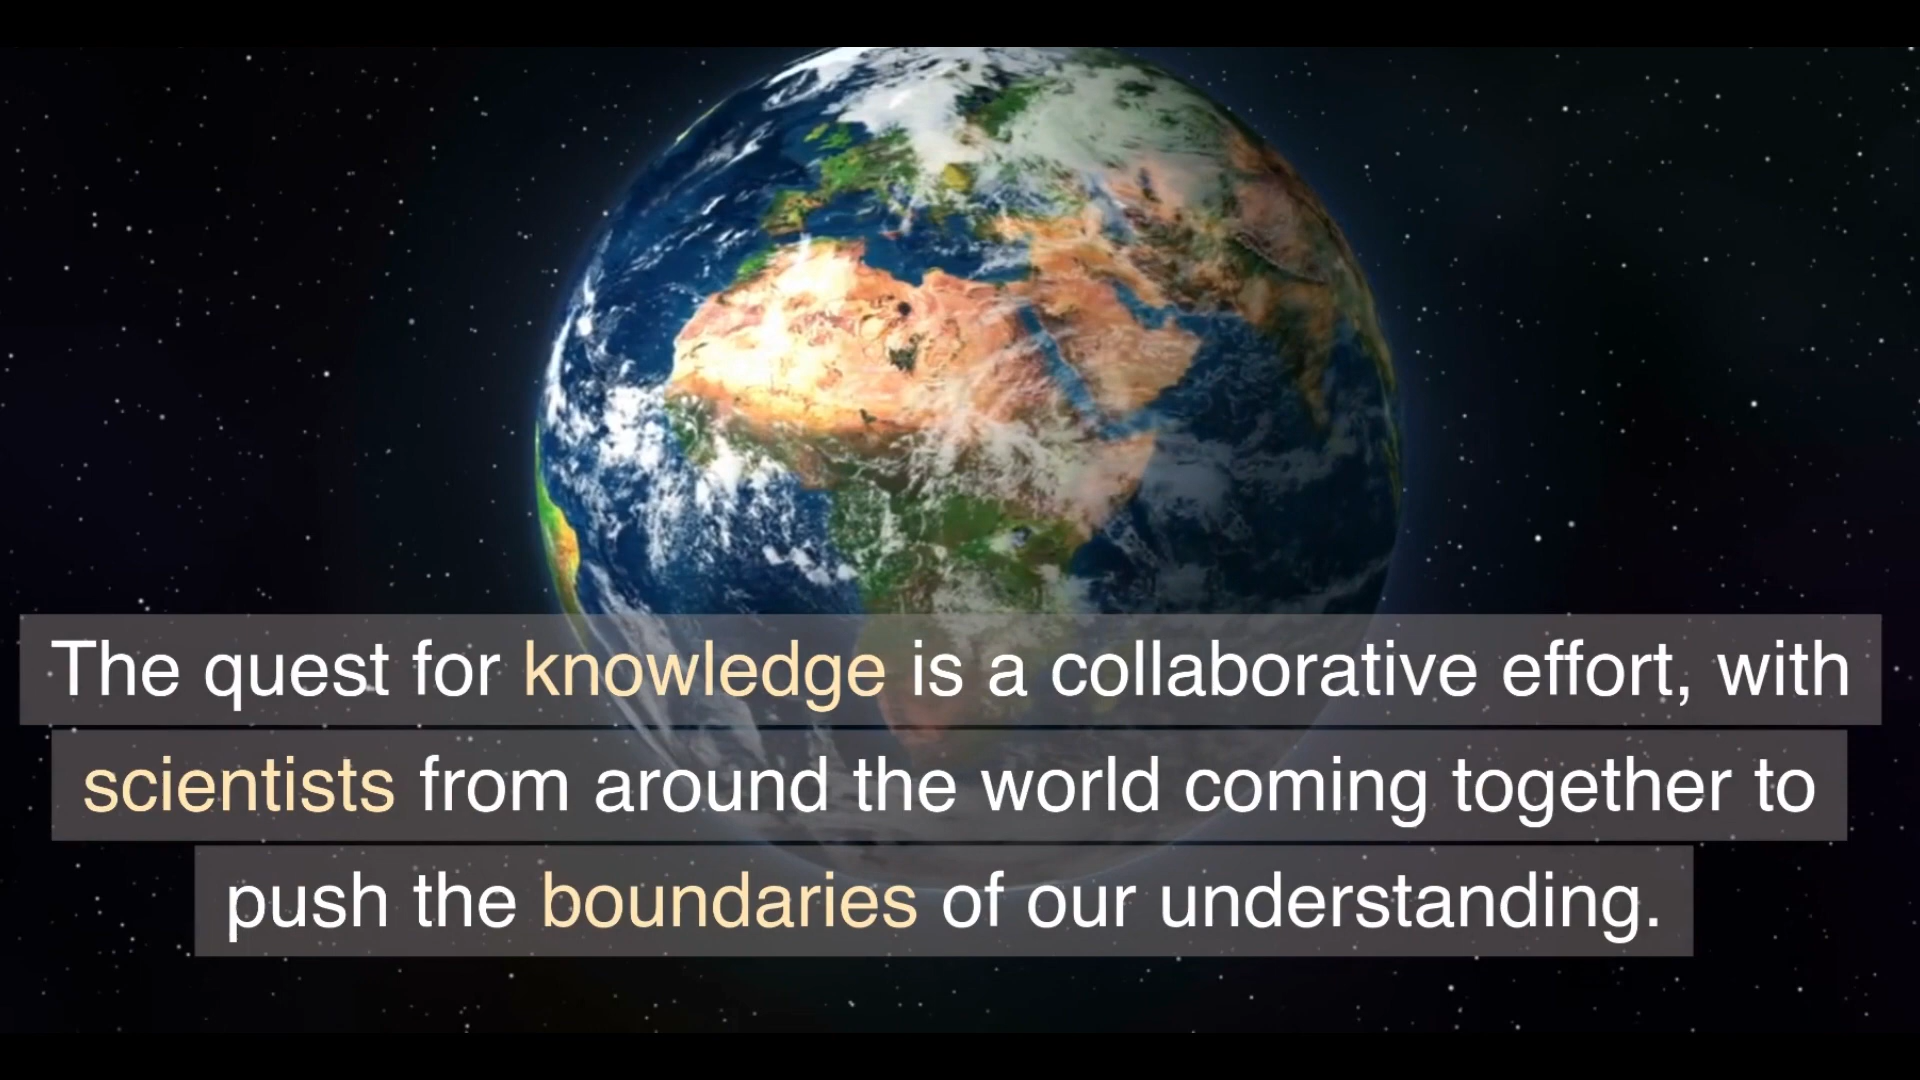 The quest for knowledge is a collaborative effort, with
scientists from around the world coming together to
push the boundaries of our understanding.